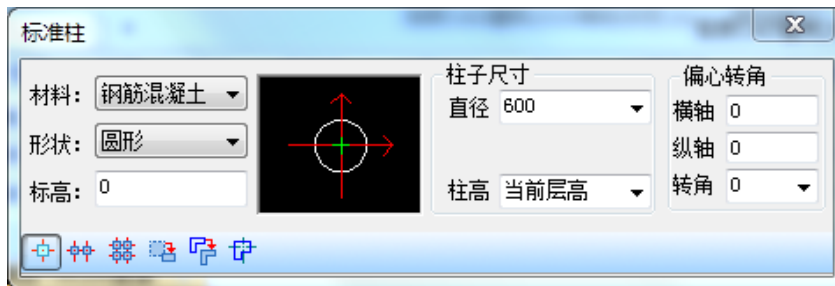 标准柱
材料: 钢筋混凝土
形状: 圆形
标高: 0
柱子尺寸
直径 600
柱高 当前层高
偏心转角
横轴 0
纵轴 0
转角 0